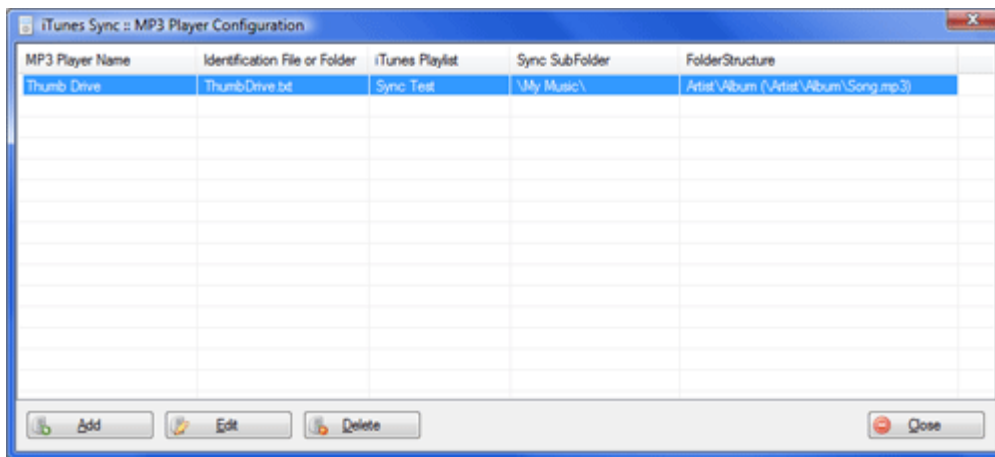 iTunes Sync :: MP3 Player Configuration
MP3 Player Name Identification File or Folder iTunes Playlist Sync SubFolder FolderStructure
Thumb Drive ThumbDrive.txt Sync Test \My Music\ Artist\Album (\Artist\Album\Song.mp3)
Add Edit Delete Close